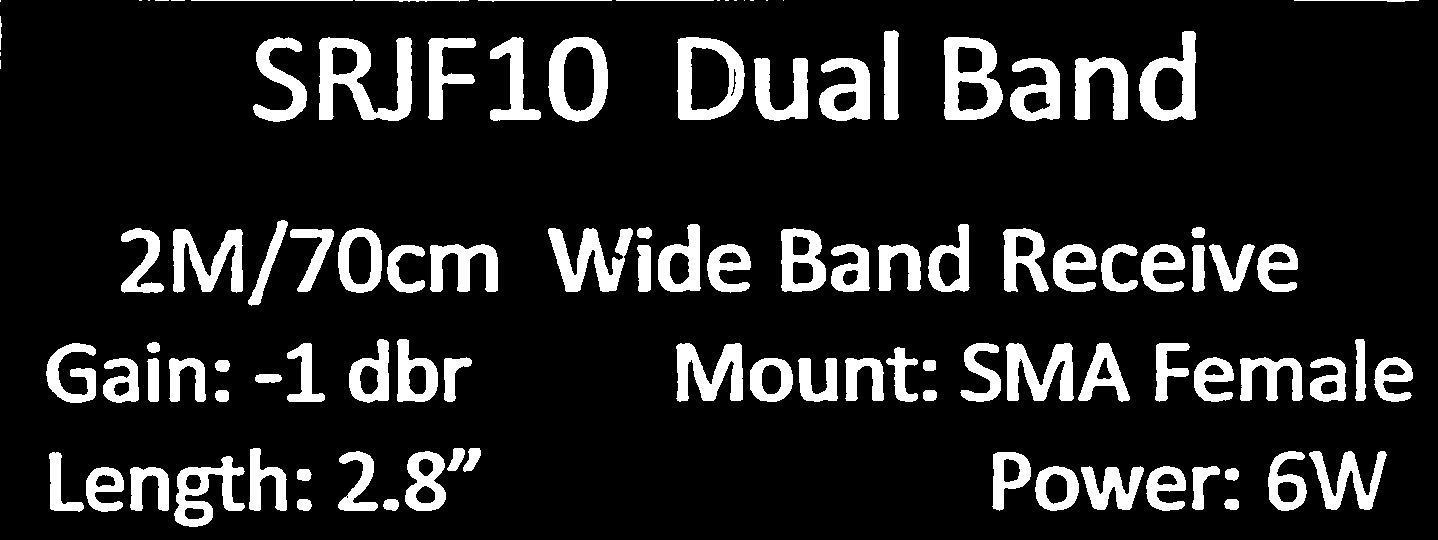 SRJF10 Dual Band
2M/70cm Wide Band Receive
Gain: -1 dbr Mount: SMA Female
Length: 2.8” Power: 6W